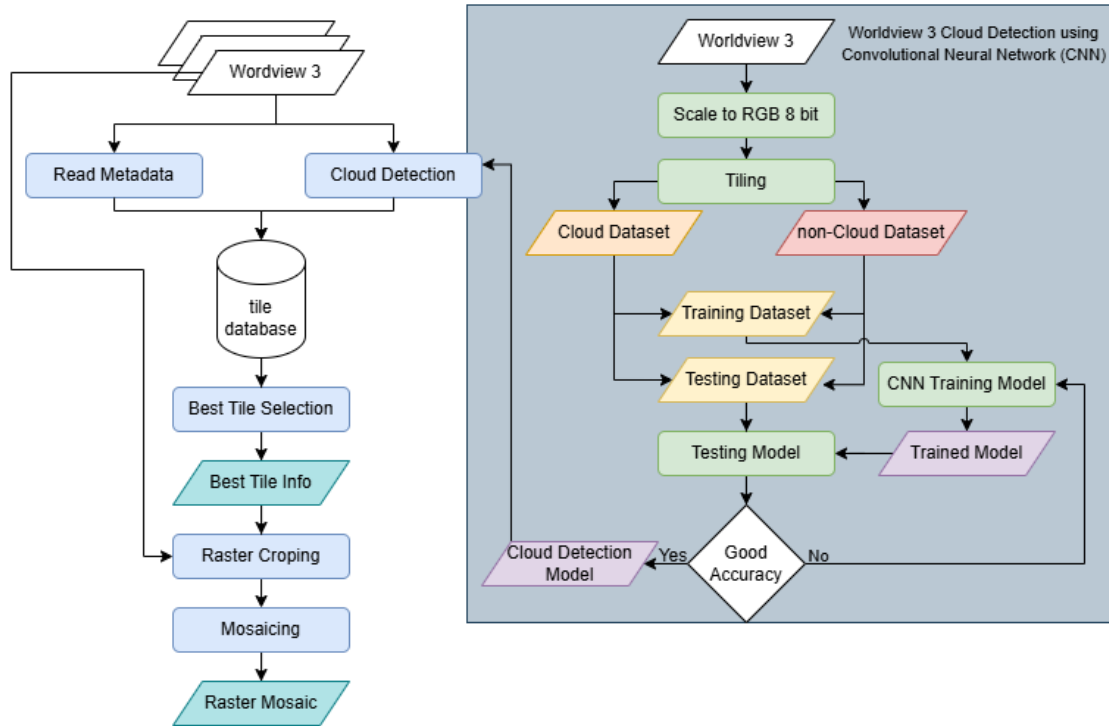 Wordview 3
Read Metadata
Cloud Detection
tile
database
Best Tile Selection
Best Tile Info
Raster Croping
Mosaicing
Raster Mosaic
Worldview 3 Cloud Detection using
Convolutional Neural Network (CNN)
Worldview 3
Scale to RGB 8 bit
Tiling
Cloud Dataset
non-Cloud Dataset
Training Dataset
Testing Dataset
CNN Training Model
Testing Model
Trained Model
Good
Accuracy
Yes
No
Cloud Detection
Model